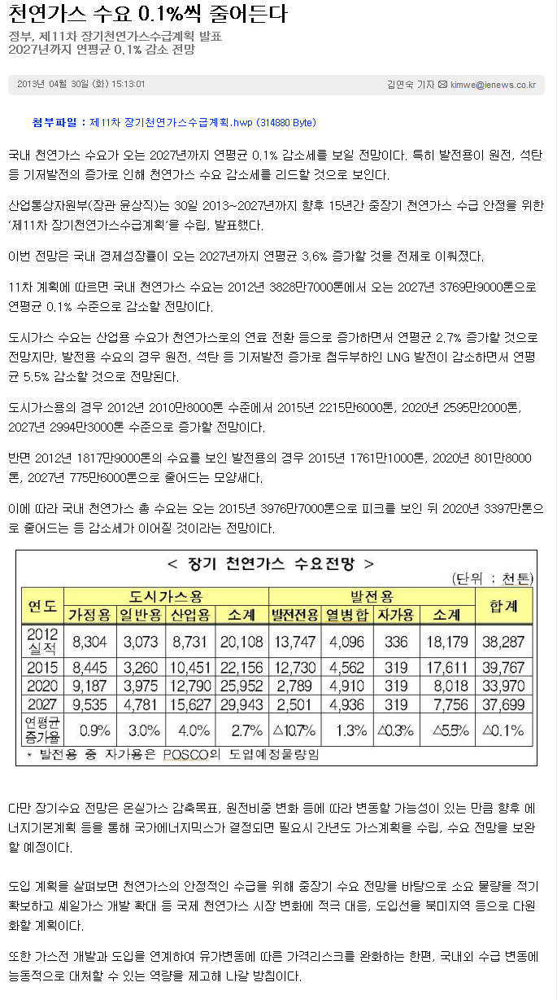 천연가스 수요 0.1%씩 줄어든다
정부, 제11차 장기천연가스수급계획 발표
2027년까지 연평균 0.1% 감소 전망
2013년 04월 30일 (화) 15:13:01 김연숙 기자 kimwe@ienews.co.kr
첨부파일 : 제11차 장기천연가스수급계획.hwp (314880 Byte)
국내 천연가스 수요가 오는 2027년까지 연평균 0.1% 감소세를 보일 전망이다. 특히 발전용이 원전, 석탄
등 기저발전의 증가로 인해 천연가스 수요 감소세를 리드할 것으로 보인다.
산업통상자원부(장관 윤상직)는 30일 2013~2027년까지 향후 15년간 중장기 천연가스 수급 안정을 위한
‘제11차 장기천연가스수급계획’을 수립, 발표했다.
이번 전망은 국내 경제성장률이 오는 2027년까지 연평균 3.6% 증가할 것을 전제로 이뤄졌다.
11차 계획에 따르면 국내 천연가스 수요는 2012년 3828만7000톤에서 오는 2027년 3769만9000톤으로
연평균 0.1% 수준으로 감소할 전망이다.
도시가스 수요는 산업용 수요가 천연가스로의 연료 전환 등으로 증가하면서 연평균 2.7% 증가할 것으로
전망지만, 발전용 수요의 경우 원전, 석탄 등 기저발전 증가로 첨두부하인 LNG 발전이 감소하면서 연평
균 5.5% 감소할 것으로 전망된다.
도시가스용의 경우 2012년 2010만8000톤 수준에서 2015년 2215만6000톤, 2020년 2595만2000톤,
2027년 2994만3000톤 수준으로 증가할 전망이다.
반면 2012년 1817만9000톤의 수요를 보인 발전용의 경우 2015년 1761만1000톤, 2020년 801만8000
톤, 2027년 775만6000톤으로 줄어드는 모양새다.
이에 따라 국내 천연가스 총 수요는 오는 2015년 3976만7000톤으로 피크를 보인 뒤 2020년 3397만톤으
로 줄어드는 등 감소세가 이어질 것이라는 전망이다.
< 장기 천연가스 수요전망 >
(단위 : 천톤)
연도 도시가스용 발전용 합계
가정용 일반용 산업용 소계 발전전용 열병합 자가용 소계
2012 실적 8,304 3,073 8,731 20,108 13,747 4,096 336 18,179 38,287
2015 8,445 3,260 10,451 22,156 12,730 4,562 319 17,611 39,767
2020 9,187 3,975 12,790 25,952 2,789 4,910 319 8,018 33,970
2027 9,535 4,781 15,627 29,943 2,501 4,936 319 7,756 37,699
연평균 증가율 0.9% 3.0% 4.0% 2.7% △10.7% 1.3% △0.3% △5.5% △0.1%
* 발전용 중 자가용은 POSCO의 도입예정물량임
다만 장기수요 전망은 온실가스 감축목표, 원전비중 변화 등에 따라 변동할 가능성이 있는 만큼 향후 에
너지기본계획 등을 통해 국가에너지믹스가 결정되면 필요시 간년도 가스계획을 수립, 수요 전망을 보완
할 예정이다.
도입 계획을 살펴보면 천연가스의 안정적인 수급을 위해 중장기 수요 전망을 바탕으로 소요 물량을 적기
확보하고 셰일가스 개발 확대 등 국제 천연가스 시장 변화에 적극 대응, 도입선을 북미지역 등으로 다원
화할 계획이다.
또한 가스전 개발과 도입을 연계하여 유가변동에 따른 가격리스크를 완화하는 한편, 국내외 수급 변동에
능동적으로 대처할 수 있는 역량을 제고해 나갈 방침이다.